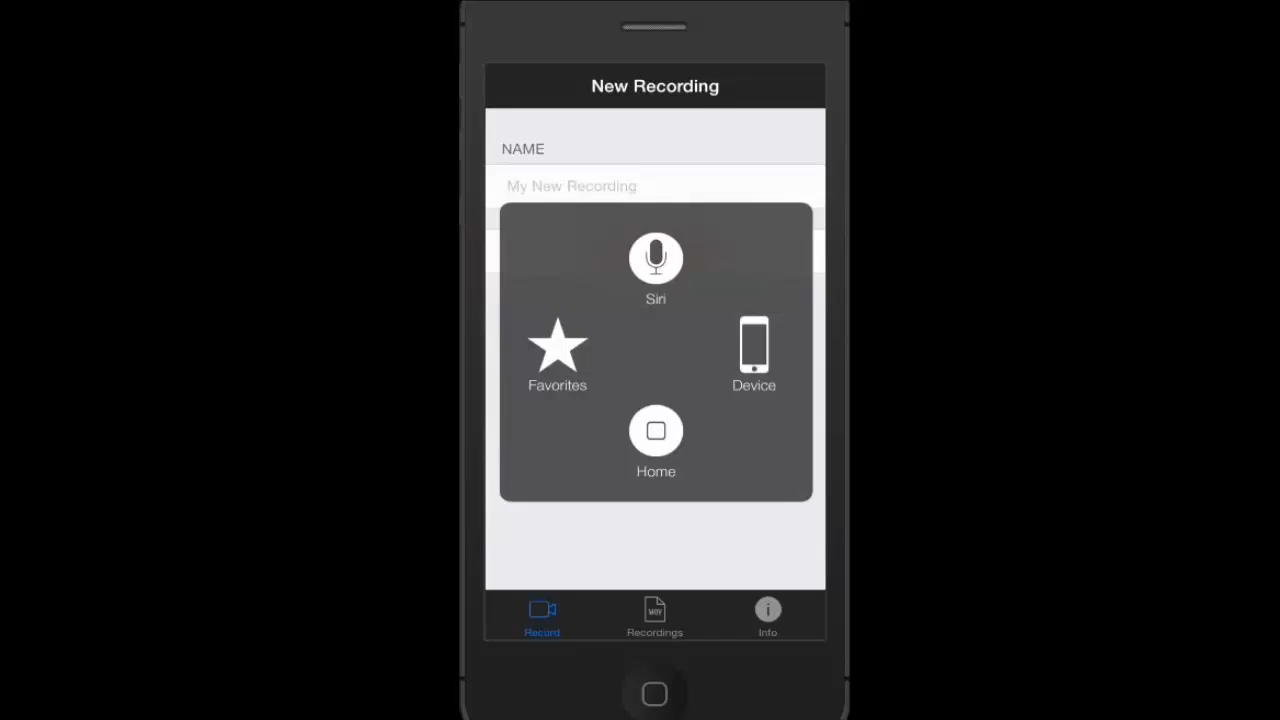 New Recording
NAME
My New Recording
Siri
Favorites
Device
Home
MOV
Record
Recordings
Info